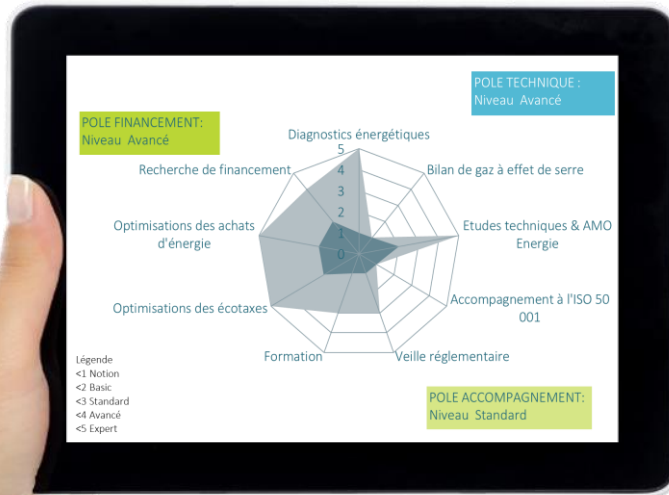 POLE TECHNIQUE :
Niveau Avancé
POLE FINANCEMENT:
Niveau Avancé
Diagnostics énergétiques
Recherche de financement
Bilan de gaz à effet de serre
Optimisations des achats
d'énergie
Etudes techniques & AMO
Energie
Optimisations des écotaxes
Accompagnement à l'ISO 50
001
Formation
Veille réglementaire
5
4
3
2
1
0
Légende
<1 Notion
<2 Basic
<3 Standard
<4 Avancé
<5 Expert
POLE ACCOMPAGNEMENT:
Niveau Standard